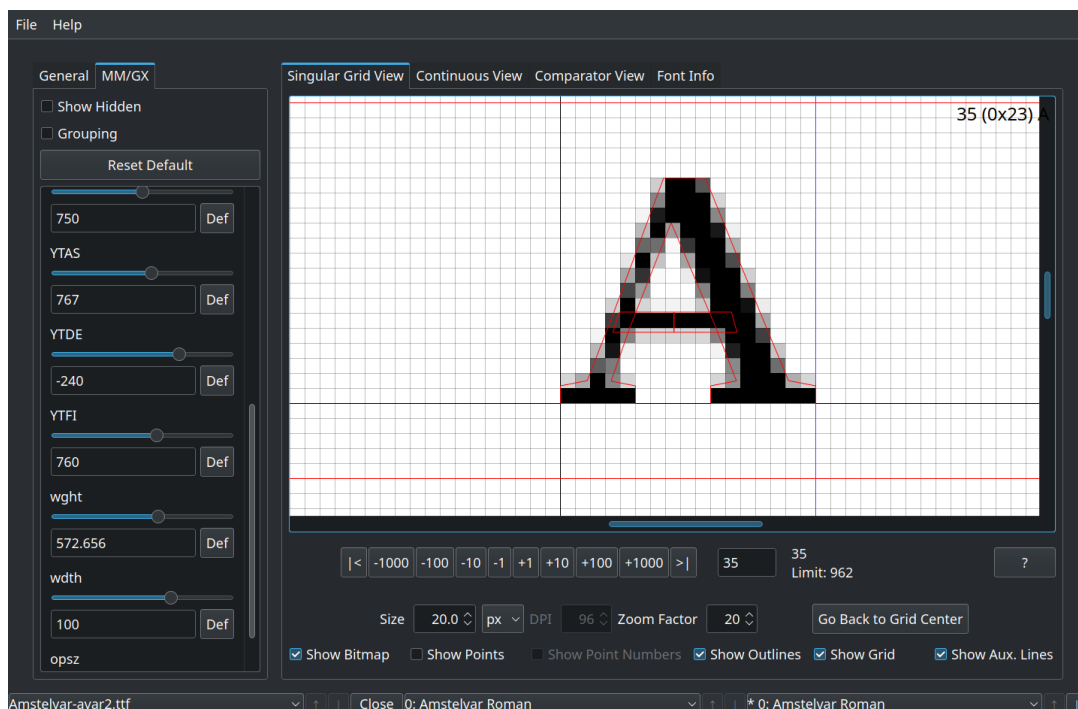 File Help
General MM/GX
Show Hidden
Grouping
Reset Default
750 Def
YTAS
767 Def
YTDE
-240 Def
YTFI
760 Def
wght
572.656 Def
wdth
100 Def
opsz
Singular Grid View Continuous View Comparator View Font Info
35 (0x23) A
A
|< -1000 -100 -10 -1 +1 +10 +100 +1000 >| 35 35 ?
Limit: 962
Size 20.0 px DPI 96 Zoom Factor 20 Go Back to Grid Center
Show Bitmap Show Points Show Point Numbers Show Outlines Show Grid Show Aux. Lines
Amstelvar-avar2.ttf Close 0: Amstelvar Roman * 0: Amstelvar Roman